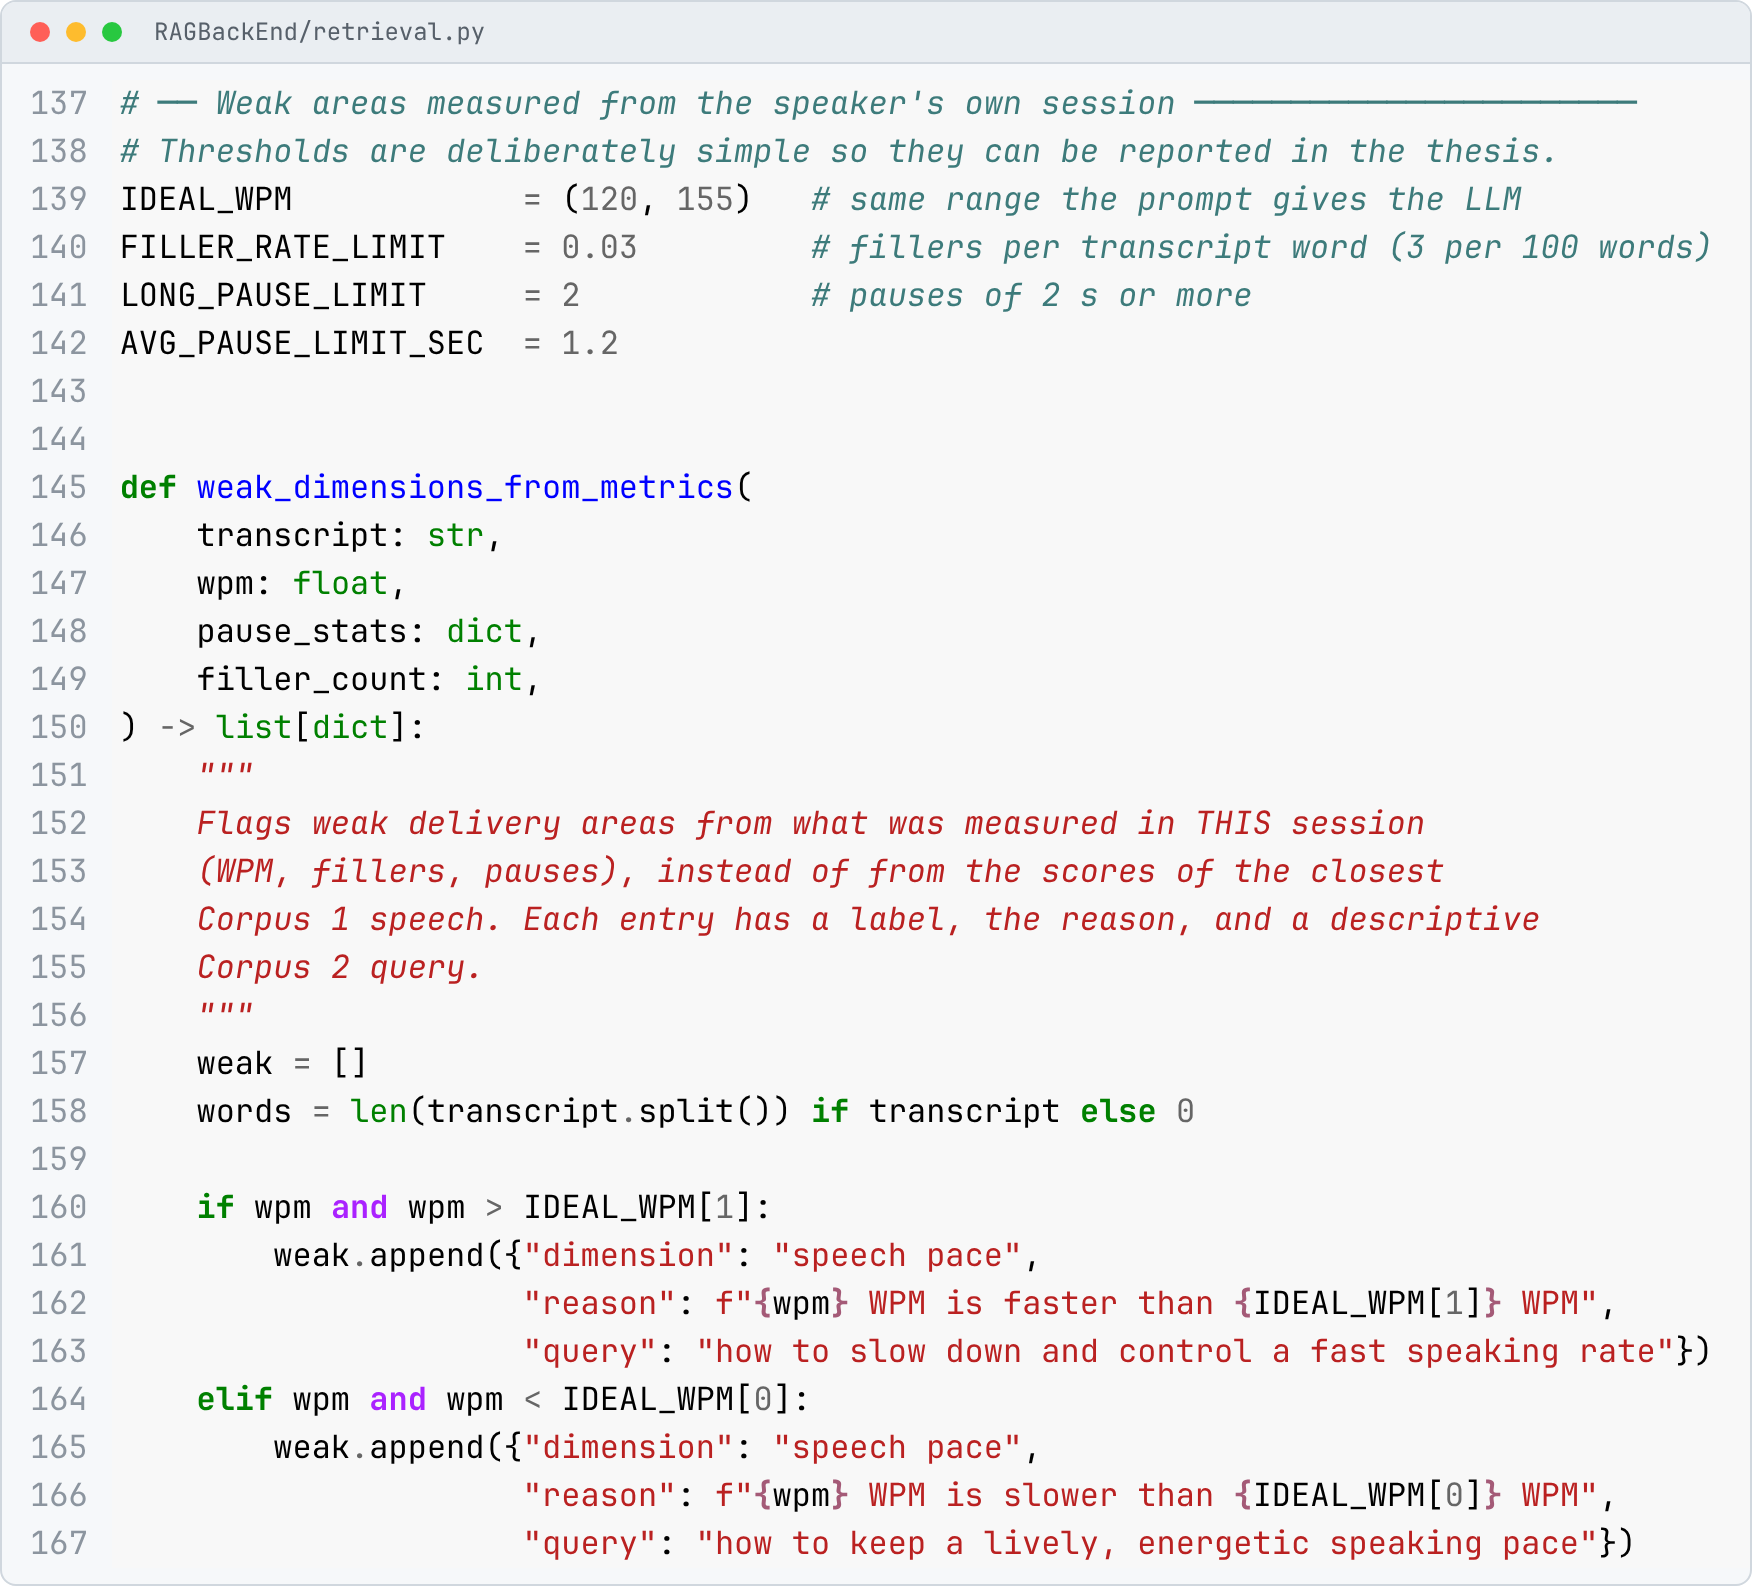 RAGBackEnd/retrieval.py
137 # ── Weak areas measured from the speaker's own session ───────────────────────
138 # Thresholds are deliberately simple so they can be reported in the thesis.
139 IDEAL_WPM            = (120, 155)   # same range the prompt gives the LLM
140 FILLER_RATE_LIMIT    = 0.03         # fillers per transcript word (3 per 100 words)
141 LONG_PAUSE_LIMIT     = 2            # pauses of 2 s or more
142 AVG_PAUSE_LIMIT_SEC  = 1.2
143
144
145 def weak_dimensions_from_metrics(
146     transcript: str,
147     wpm: float,
148     pause_stats: dict,
149     filler_count: int,
150 ) -> list[dict]:
151     """
152     Flags weak delivery areas from what was measured in THIS session
153     (WPM, fillers, pauses), instead of from the scores of the closest
154     Corpus 1 speech. Each entry has a label, the reason, and a descriptive
155     Corpus 2 query.
156     """
157     weak = []
158     words = len(transcript.split()) if transcript else 0
159
160     if wpm and wpm > IDEAL_WPM[1]:
161         weak.append({"dimension": "speech pace",
162                      "reason": f"{wpm} WPM is faster than {IDEAL_WPM[1]} WPM",
163                      "query": "how to slow down and control a fast speaking rate"})
164     elif wpm and wpm < IDEAL_WPM[0]:
165         weak.append({"dimension": "speech pace",
166                      "reason": f"{wpm} WPM is slower than {IDEAL_WPM[0]} WPM",
167                      "query": "how to keep a lively, energetic speaking pace"})